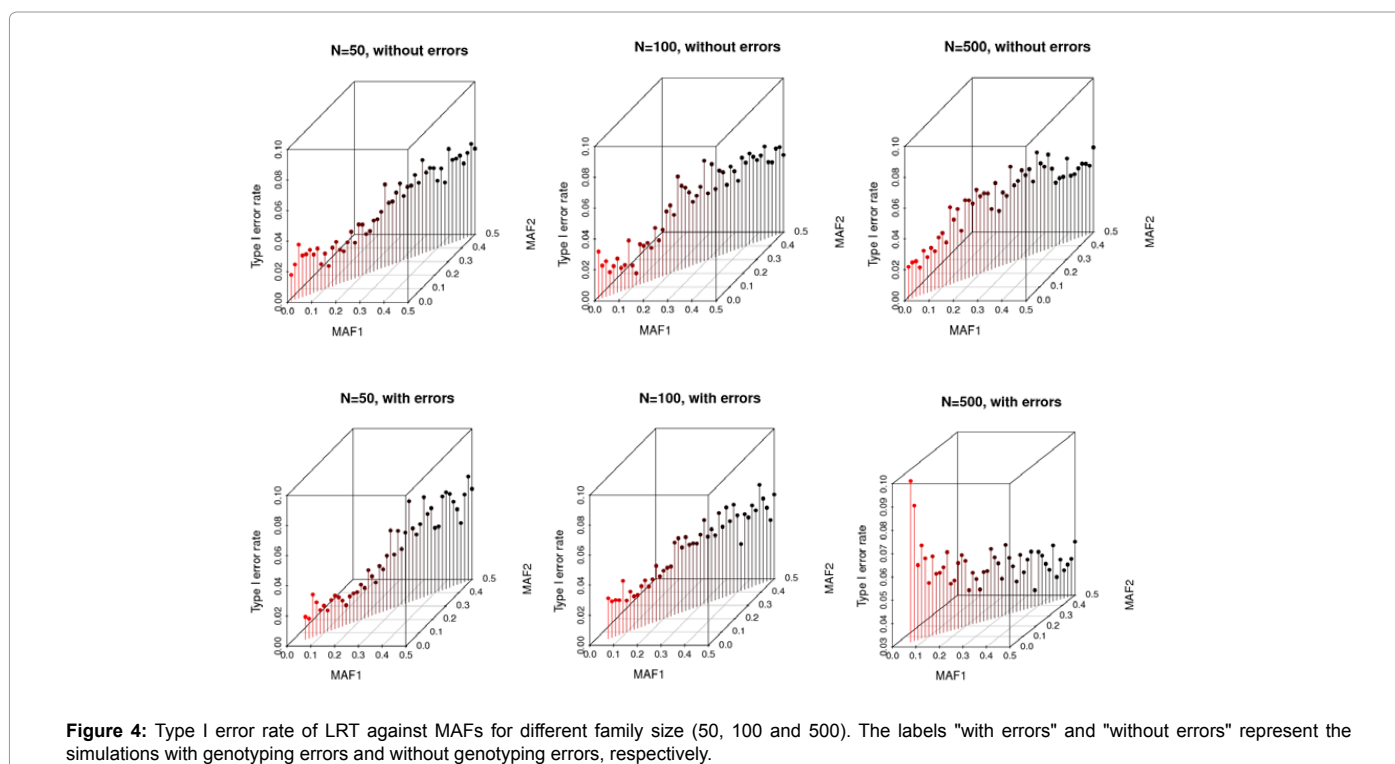 N=50, without errors
Type I error rate
0.00 0.02 0.04 0.06 0.08 0.10
0.0 0.1 0.2 0.3 0.4 0.5
MAF1
0.0 0.1 0.2 0.3 0.4 0.5
MAF2
N=100, without errors
Type I error rate
0.00 0.02 0.04 0.06 0.08 0.10
0.0 0.1 0.2 0.3 0.4 0.5
MAF1
0.0 0.1 0.2 0.3 0.4 0.5
MAF2
N=500, without errors
Type I error rate
0.00 0.02 0.04 0.06 0.08 0.10
0.0 0.1 0.2 0.3 0.4 0.5
MAF1
0.0 0.1 0.2 0.3 0.4 0.5
MAF2
N=50, with errors
Type I error rate
0.00 0.02 0.04 0.06 0.08 0.10
0.0 0.1 0.2 0.3 0.4 0.5
MAF1
0.0 0.1 0.2 0.3 0.4 0.5
MAF2
N=100, with errors
Type I error rate
0.00 0.02 0.04 0.06 0.08 0.10
0.0 0.1 0.2 0.3 0.4 0.5
MAF1
0.0 0.1 0.2 0.3 0.4 0.5
MAF2
N=500, with errors
Type I error rate
0.03 0.04 0.05 0.06 0.07 0.08 0.09 0.10
0.0 0.1 0.2 0.3 0.4 0.5
MAF1
0.0 0.1 0.2 0.3 0.4 0.5
MAF2
Figure 4: Type I error rate of LRT against MAFs for different family size (50, 100 and 500). The labels "with errors" and "without errors" represent the
simulations with genotyping errors and without genotyping errors, respectively.